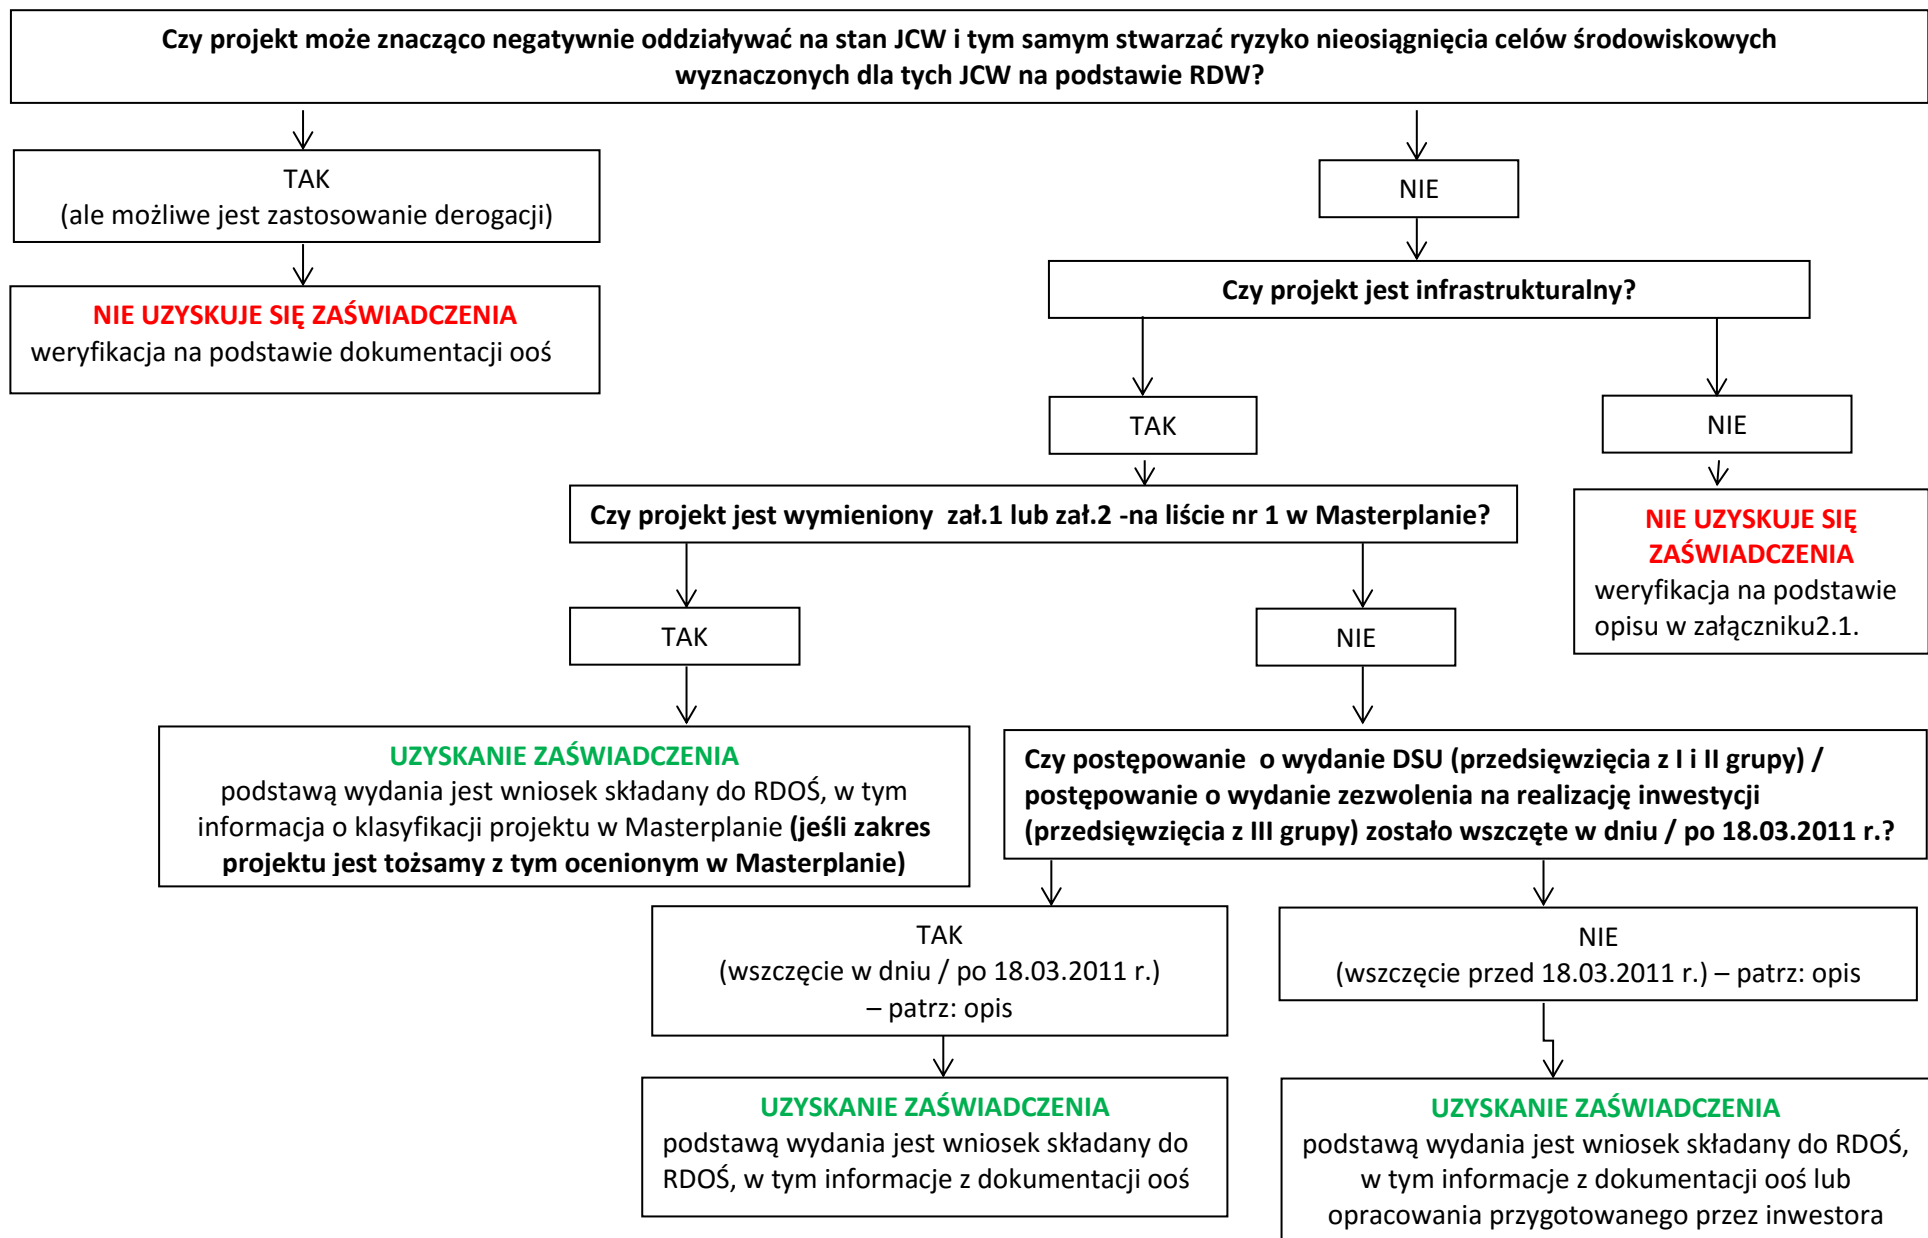 Czy projekt może znacząco negatywnie oddziaływać na stan JCW i tym samym stwarzać ryzyko nieosiągnięcia celów środowiskowych
wyznaczonych dla tych JCW na podstawie RDW?
TAK
(ale możliwe jest zastosowanie derogacji)
NIE
NIE UZYSKUJE SIĘ ZAŚWIADCZENIA
weryfikacja na podstawie dokumentacji ooś
Czy projekt jest infrastrukturalny?
TAK
NIE
Czy projekt jest wymieniony  zał.1 lub zał.2 -na liście nr 1 w Masterplanie?
NIE UZYSKUJE SIĘ
ZAŚWIADCZENIA
weryfikacja na podstawie
opisu w załączniku2.1.
TAK
NIE
UZYSKANIE ZAŚWIADCZENIA
podstawą wydania jest wniosek składany do RDOŚ, w tym
informacja o klasyfikacji projektu w Masterplanie (jeśli zakres
projektu jest tożsamy z tym ocenionym w Masterplanie)
Czy postępowanie  o wydanie DSU (przedsięwzięcia z I i II grupy) /
postępowanie o wydanie zezwolenia na realizację inwestycji
(przedsięwzięcia z III grupy) zostało wszczęte w dniu / po 18.03.2011 r.?
TAK
(wszczęcie w dniu / po 18.03.2011 r.)
– patrz: opis
NIE
(wszczęcie przed 18.03.2011 r.) – patrz: opis
UZYSKANIE ZAŚWIADCZENIA
podstawą wydania jest wniosek składany do
RDOŚ, w tym informacje z dokumentacji ooś
UZYSKANIE ZAŚWIADCZENIA
podstawą wydania jest wniosek składany do RDOŚ,
w tym informacje z dokumentacji ooś lub
opracowania przygotowanego przez inwestora